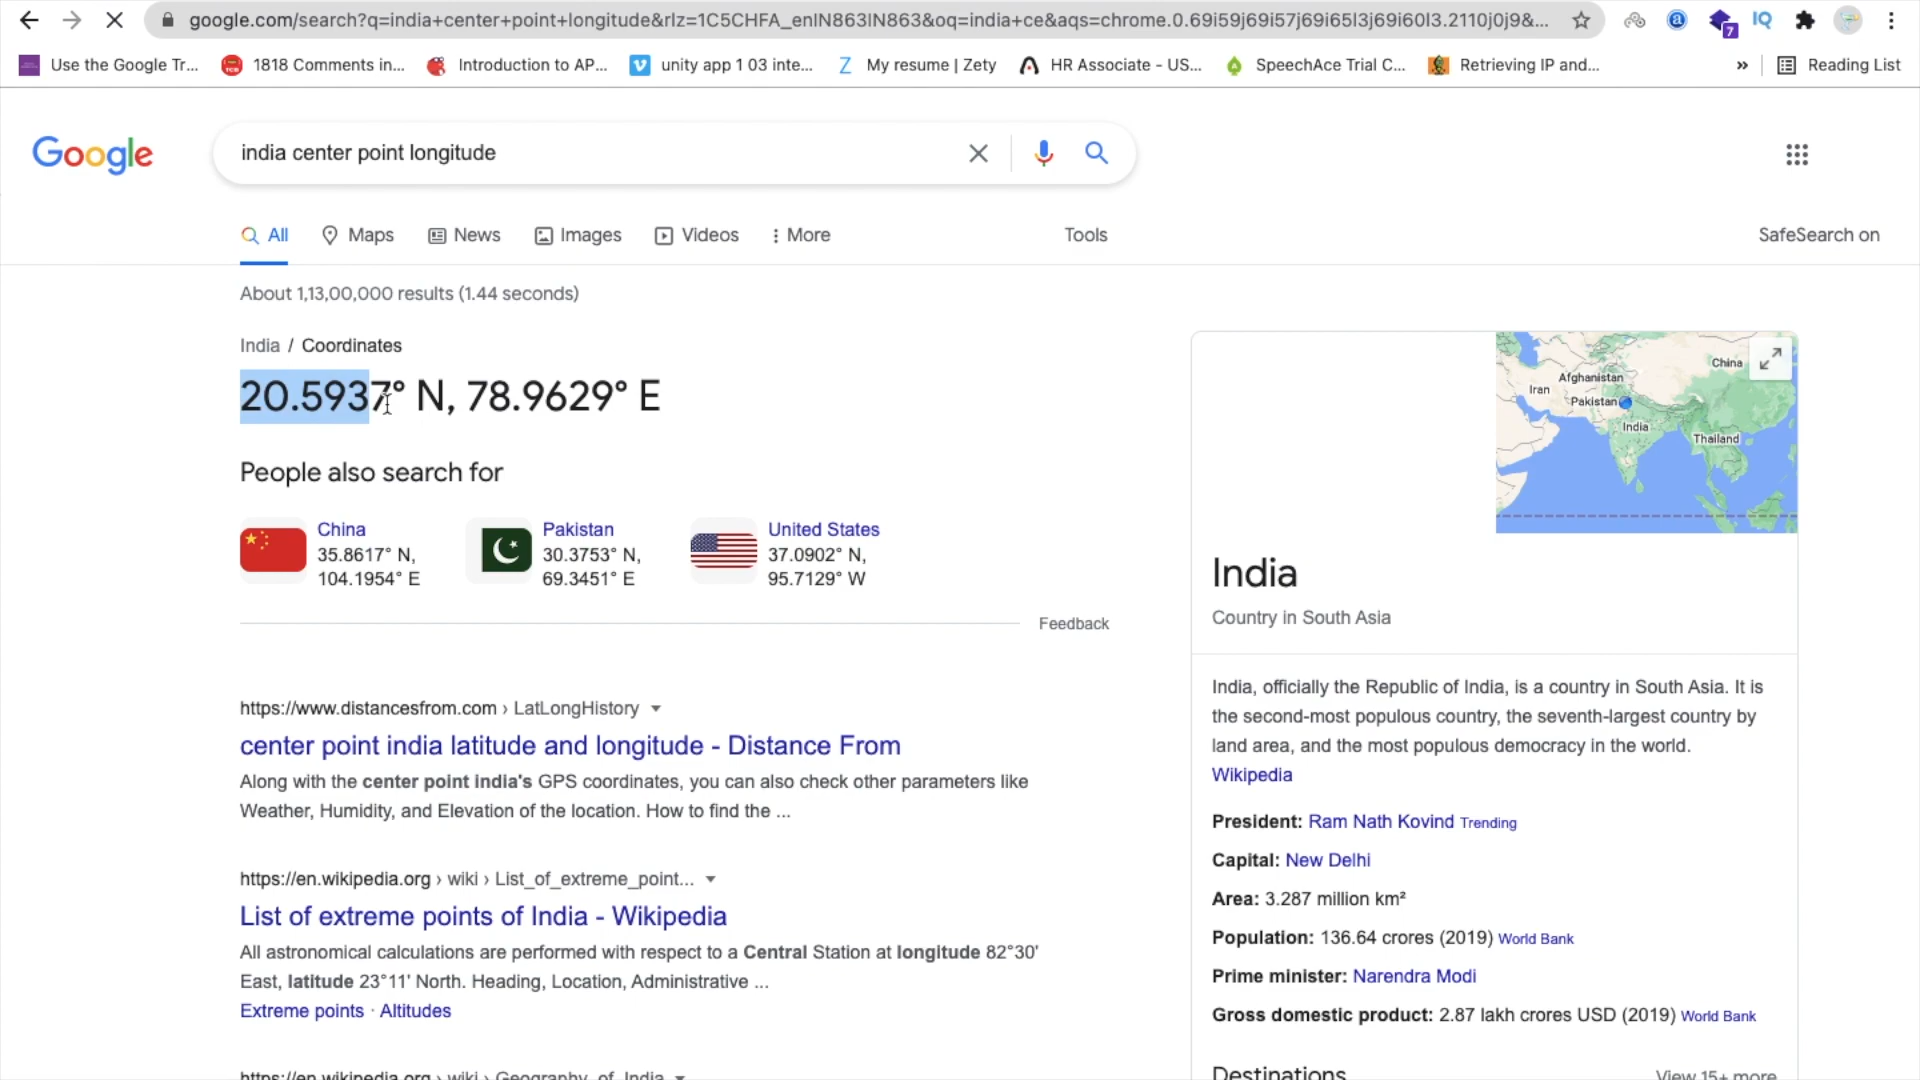 google.com/search?q=india+center+point+longitude&rlz=1C5CHFA_enIN863IN863&oq=india+ce&aqs=chrome.0.69i59j69i57j69i65l3j69i60l3.2110j0j9&...
7
IQ
Use the Google Tr... 1818 Comments in... Introduction to AP... unity app 1 03 inte... My resume | Zety HR Associate - US... SpeechAce Trial C... Retrieving IP and... » Reading List
Google
india center point longitude
All Maps News Images Videos More Tools SafeSearch on
About 1,13,00,000 results (1.44 seconds)
India / Coordinates
20.5937° N, 78.9629° E
People also search for
China
35.8617° N,
104.1954° E
Pakistan
30.3753° N,
69.3451° E
United States
37.0902° N,
95.7129° W
Feedback
https://www.distancesfrom.com › LatLongHistory
center point india latitude and longitude - Distance From
Along with the center point india's GPS coordinates, you can also check other parameters like
Weather, Humidity, and Elevation of the location. How to find the ...
https://en.wikipedia.org › wiki › List_of_extreme_point...
List of extreme points of India - Wikipedia
All astronomical calculations are performed with respect to a Central Station at longitude 82°30'
East, latitude 23°11' North. Heading, Location, Administrative ...
Extreme points · Altitudes
https://en.wikipedia.org › wiki › Geography_of_India
China
Afghanistan
Iran
Pakistan
India
Thailand
India
Country in South Asia
India, officially the Republic of India, is a country in South Asia. It is
the second-most populous country, the seventh-largest country by
land area, and the most populous democracy in the world.
Wikipedia
President: Ram Nath Kovind Trending
Capital: New Delhi
Area: 3.287 million km²
Population: 136.64 crores (2019) World Bank
Prime minister: Narendra Modi
Gross domestic product: 2.87 lakh crores USD (2019) World Bank
Destinations View 15+ more